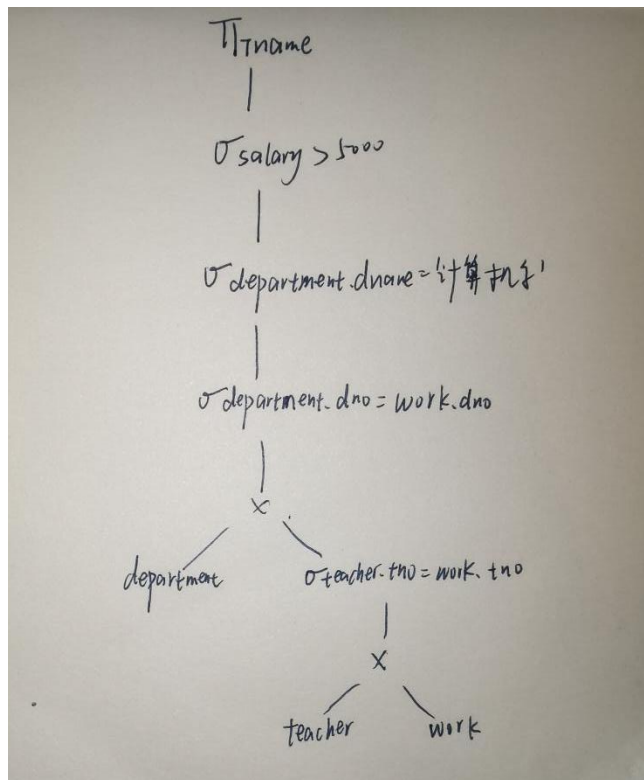 ΠTname
σsalary>5000
σdepartment.dname='计算机系'
σdepartment.dno=work.dno
×
department σteacher.tno=work.tno
×
teacher work